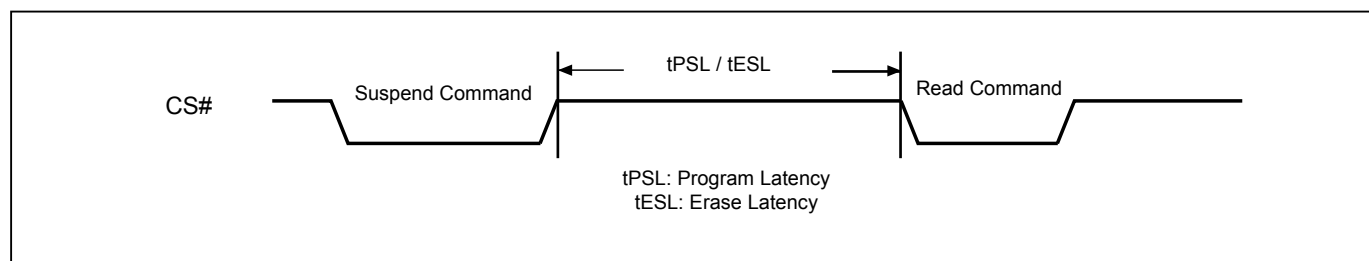 tPSL / tESL
Suspend Command
Read Command
CS#
tPSL: Program Latency
tESL: Erase Latency